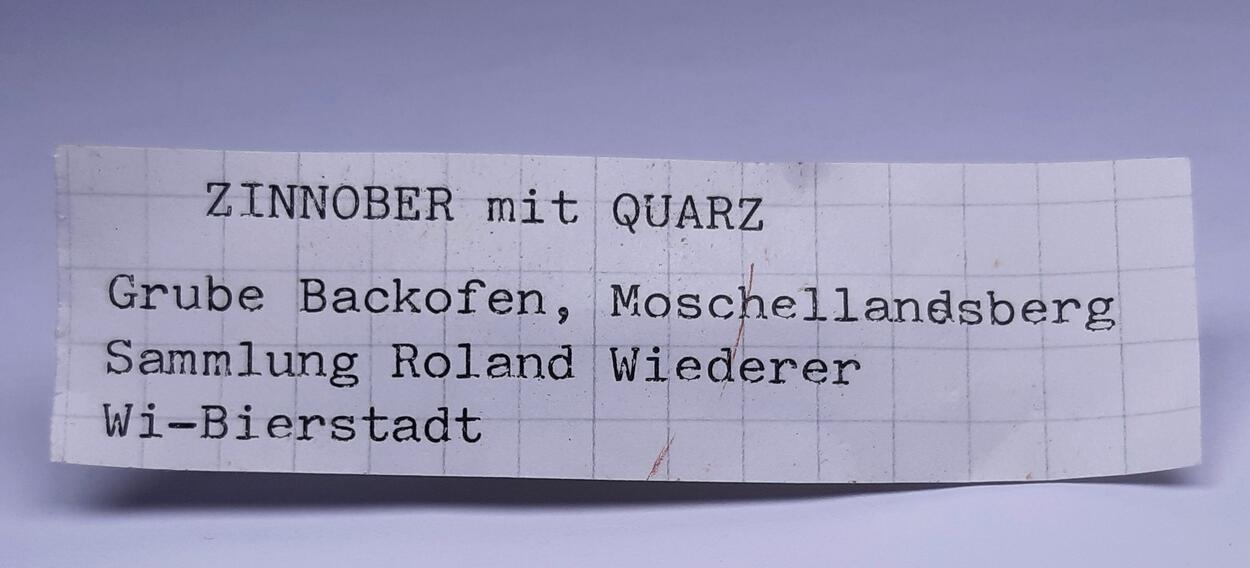 ZINNOBER mit QUARZ
Grube Backofen, Moschellandsberg
Sammlung Roland Wiederer
Wi-Bierstadt